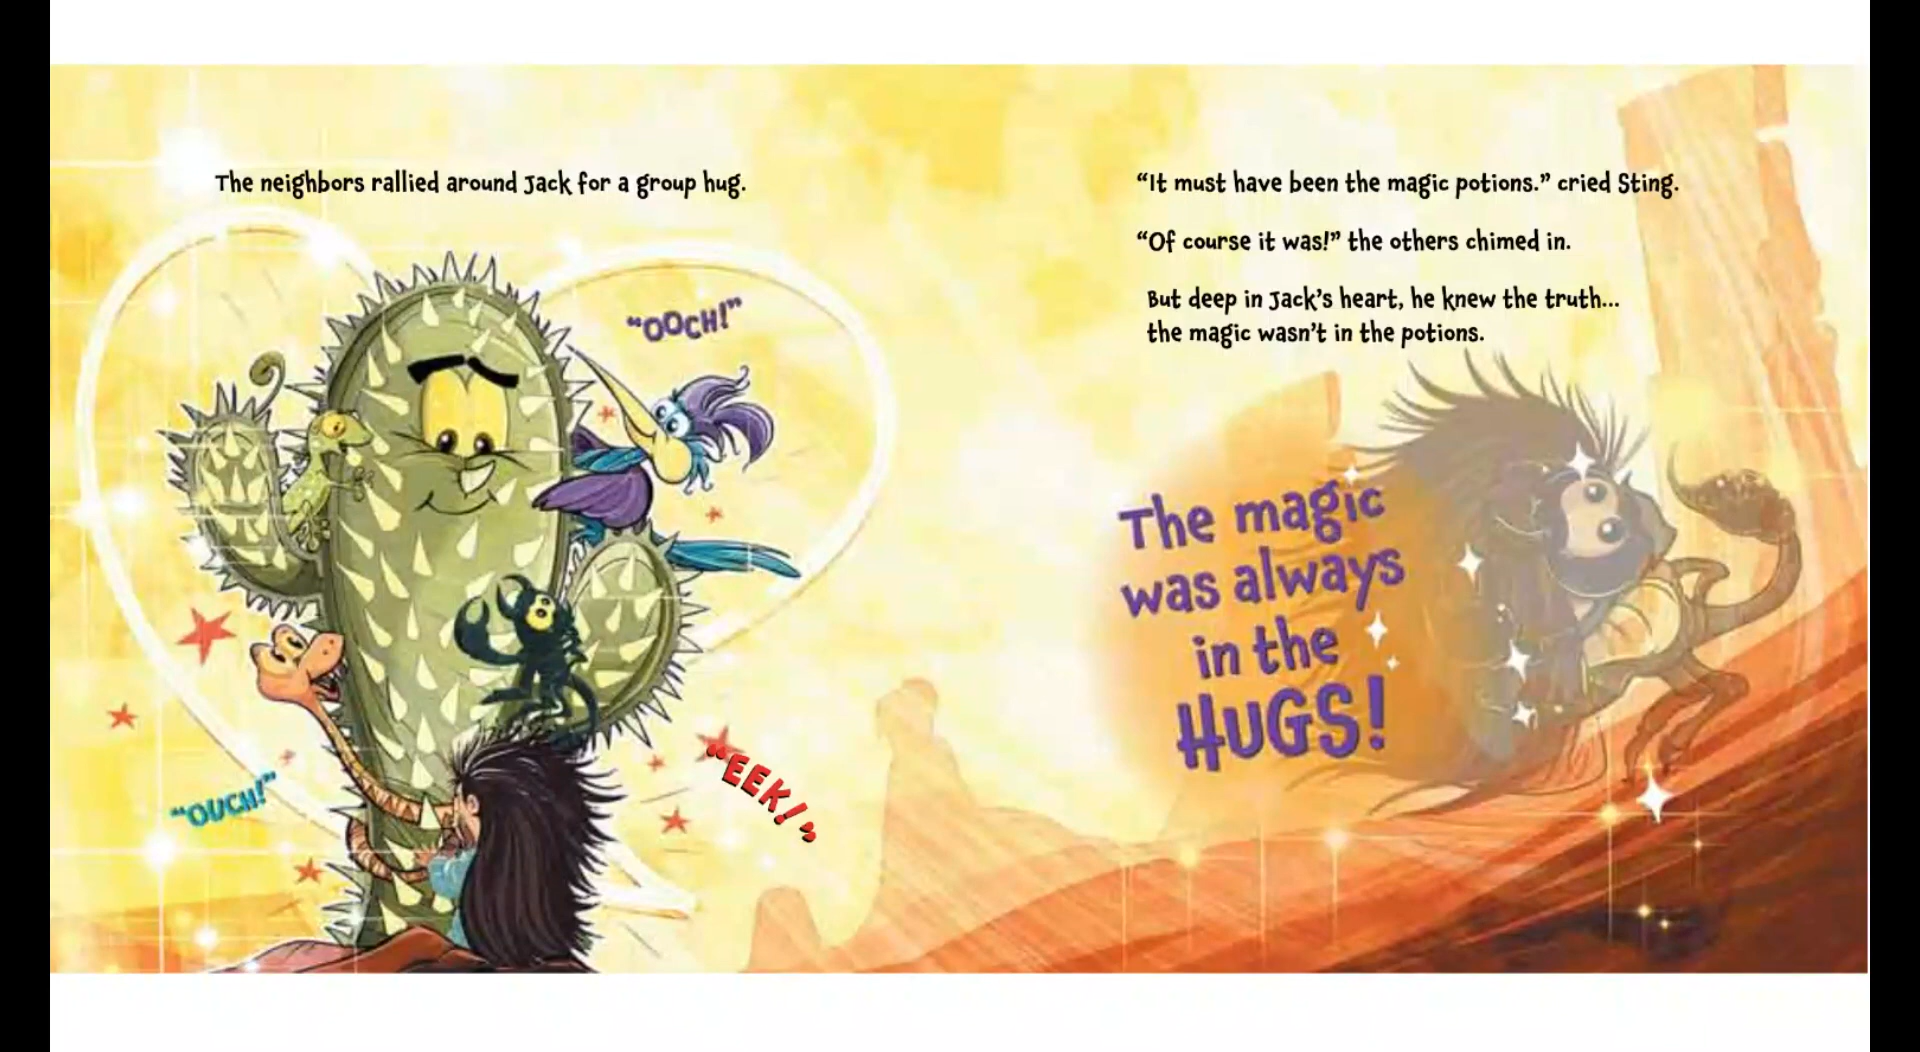 The neighbors rallied around Jack for a group hug.
“OOCH!”
“OUCH!”
“EEK!”
“It must have been the magic potions.” cried Sting.
“Of course it was!” the others chimed in.
But deep in Jack’s heart, he knew the truth...
the magic wasn’t in the potions.
The magic
was always
in the
HUGS!